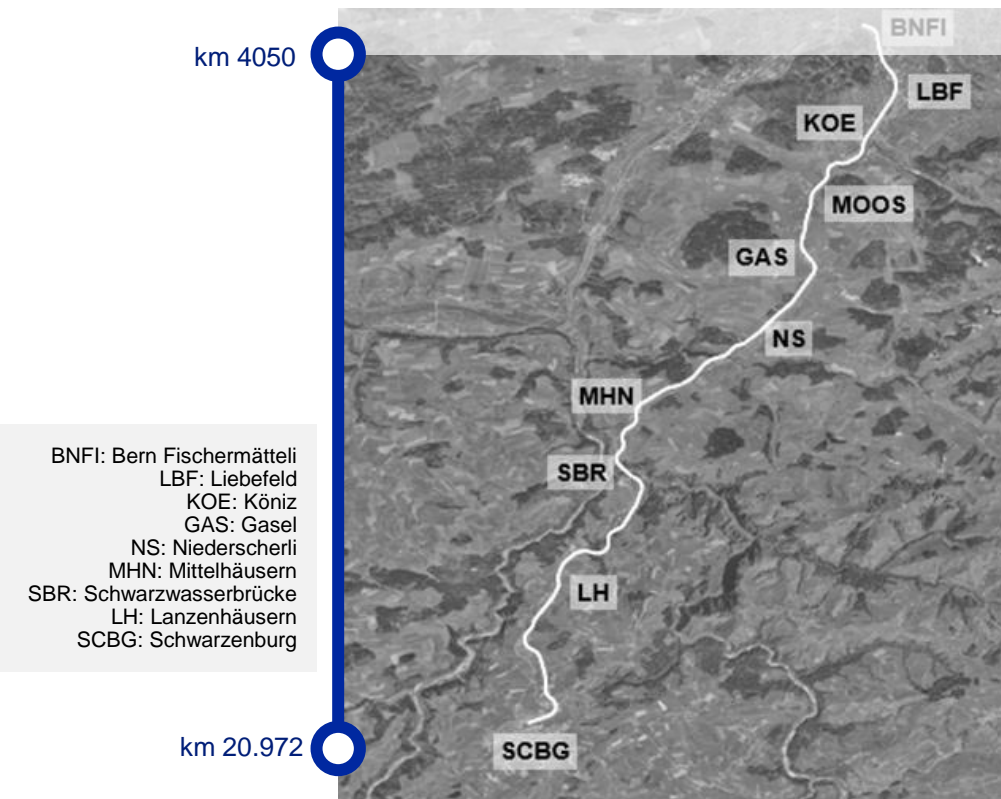 BNFI
km 4050
LBF
KOE
MOOS
GAS
NS
MHN
BNFI: Bern Fischermätteli
LBF: Liebefeld
KOE: Köniz
GAS: Gasel
NS: Niederscherli
MHN: Mittelhäusern
SBR: Schwarzwasserbrücke
LH: Lanzenhäusern
SCBG: Schwarzenburg
SBR
LH
km 20.972
SCBG